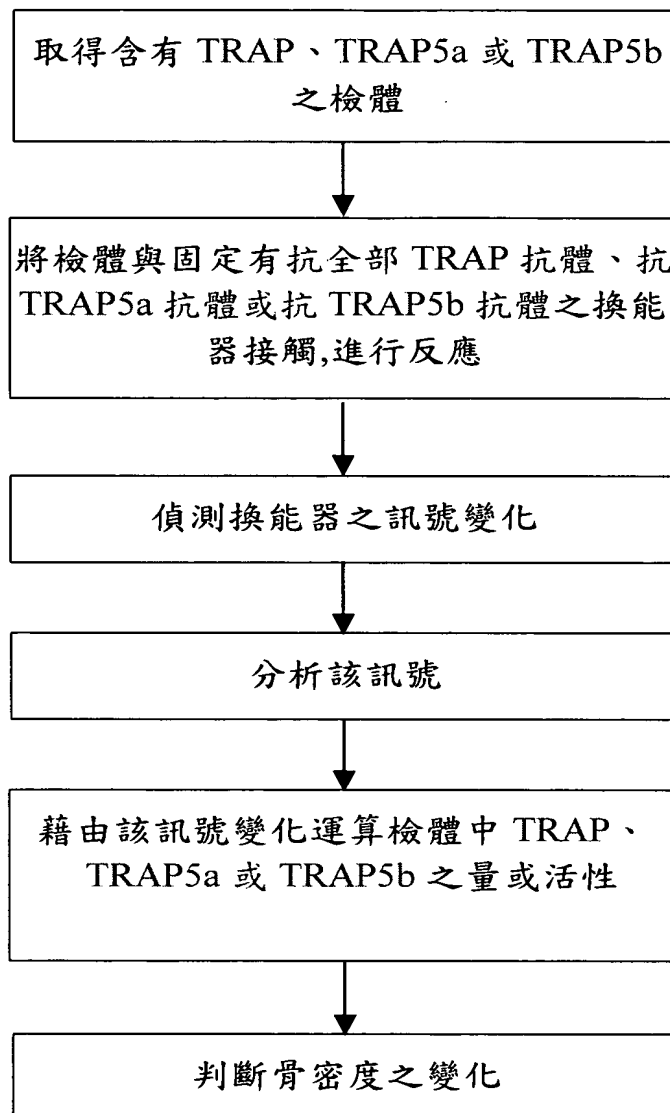 取得含有 TRAP、TRAP5a 或 TRAP5b
之檢體
將檢體與固定有抗全部 TRAP 抗體、抗
TRAP5a 抗體或抗 TRAP5b 抗體之換能
器接觸,進行反應
偵測換能器之訊號變化
分析該訊號
藉由該訊號變化運算檢體中 TRAP、
TRAP5a 或 TRAP5b 之量或活性
判斷骨密度之變化